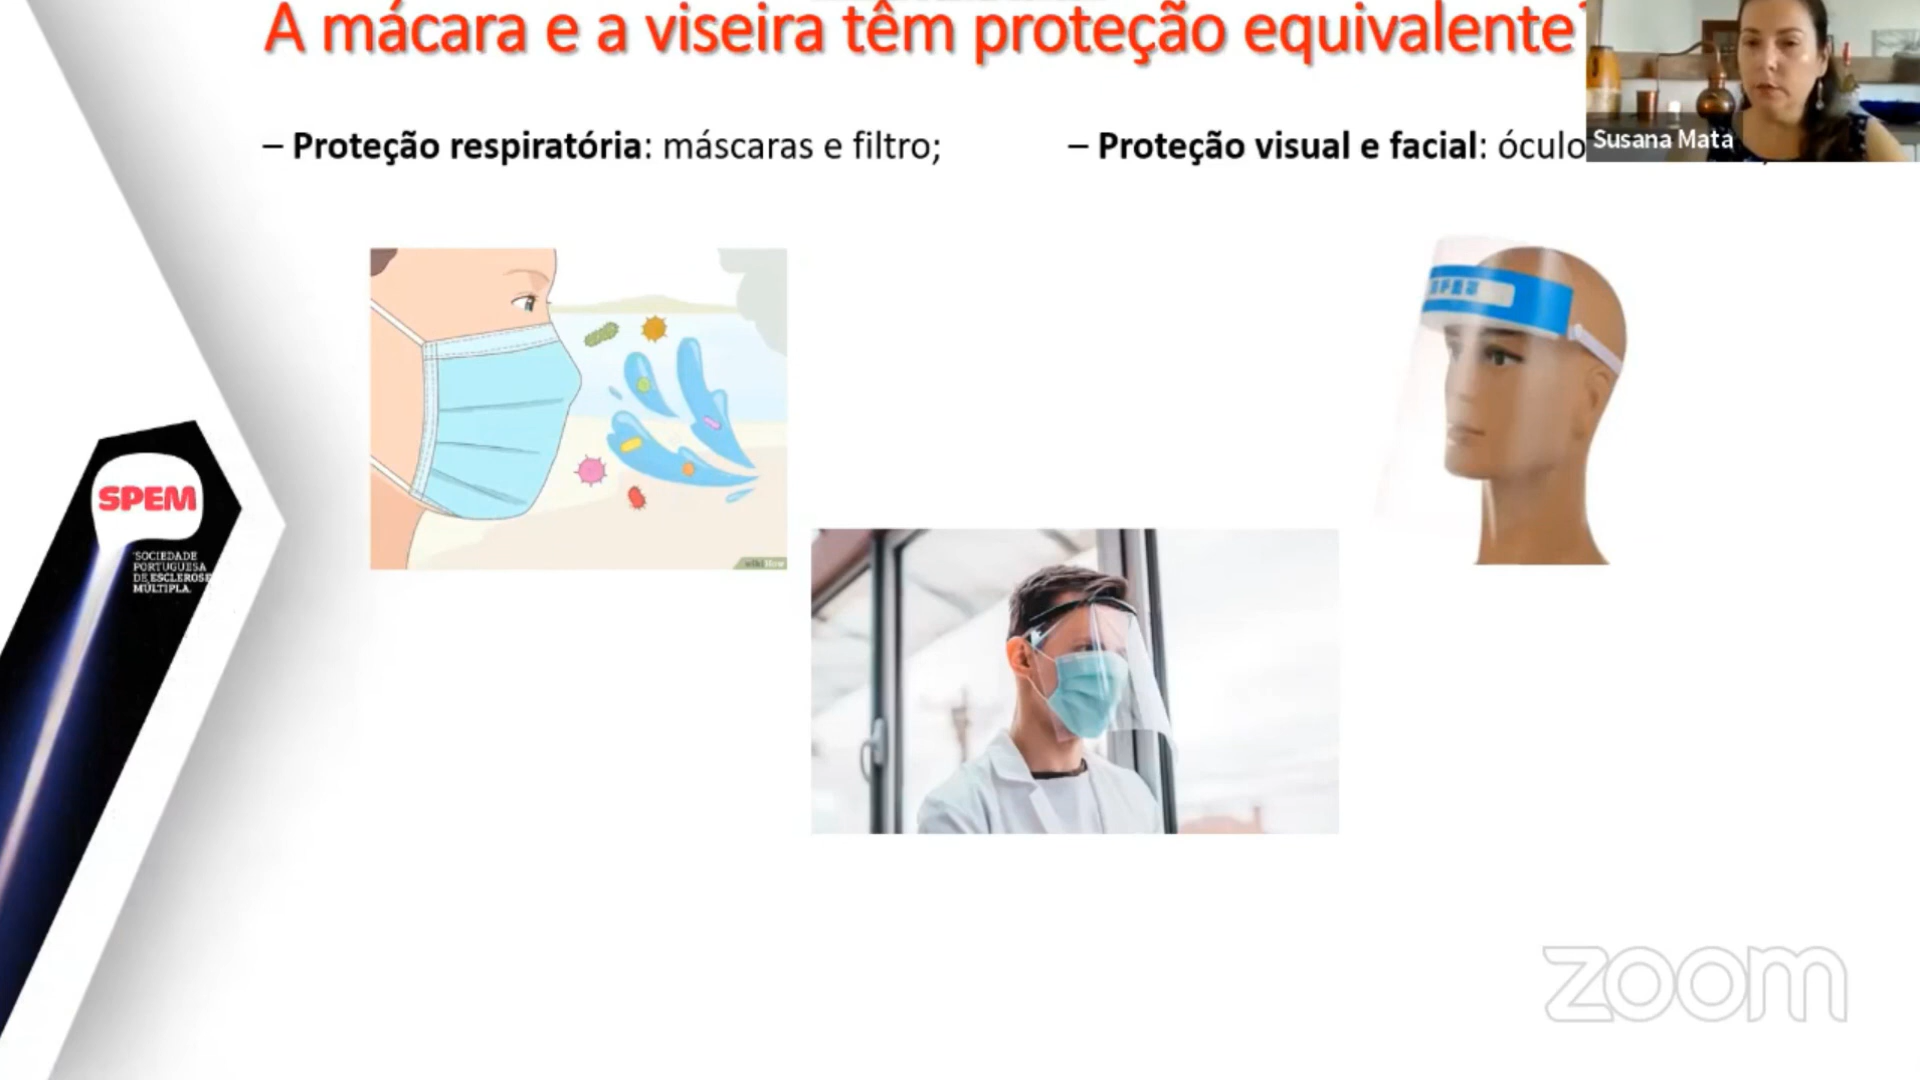 A mácara e a viseira têm proteção equivalente?
– Proteção respiratória: máscaras e filtro;
– Proteção visual e facial: óculo
Susana Mata
SPEM
SOCIEDADE
PORTUGUESA
DE ESCLEROSE
MÚLTIPLA.
wikiHow
zoom